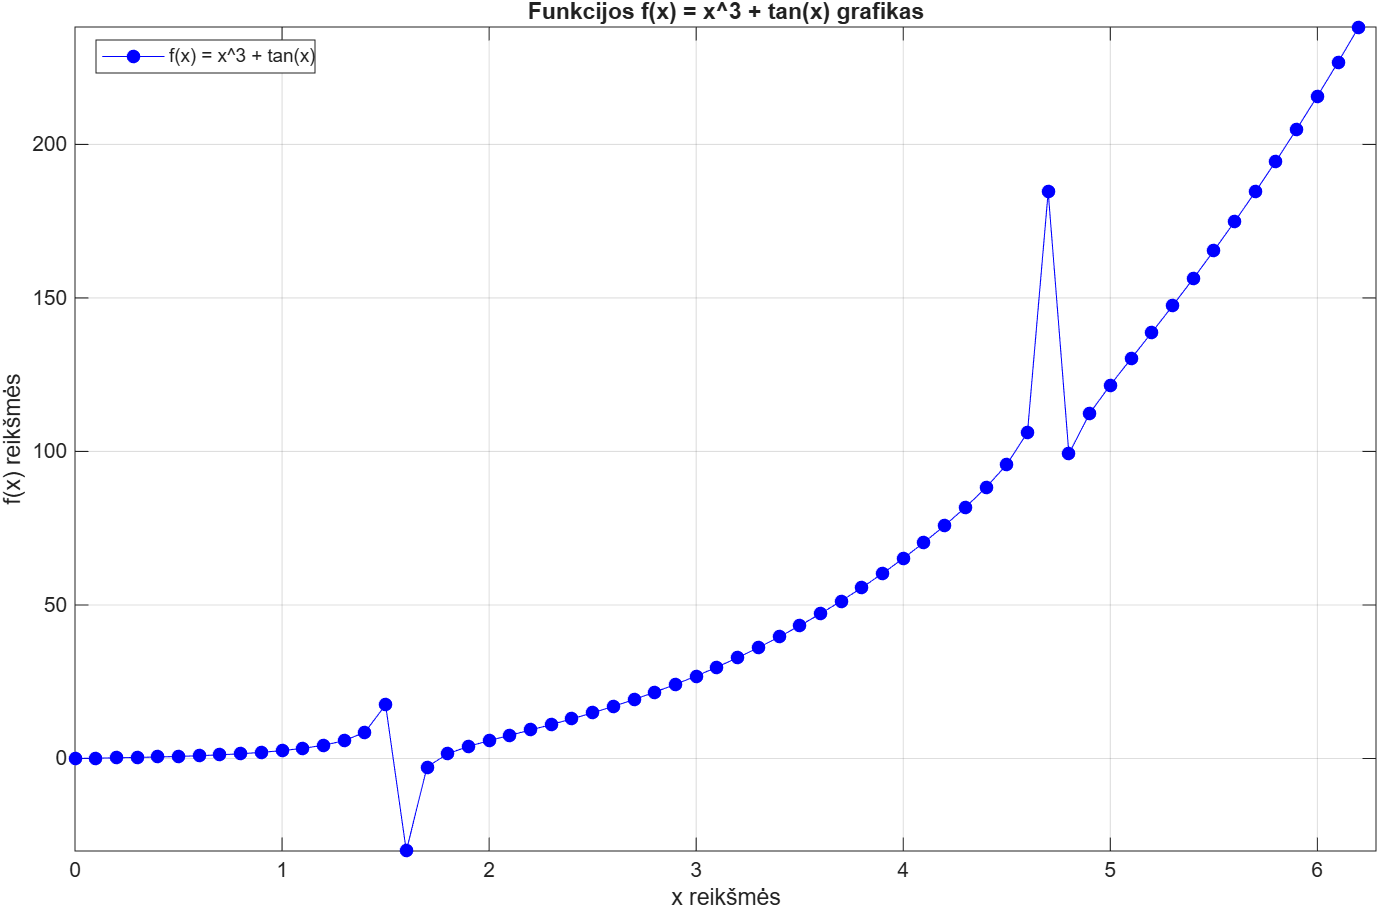 Funkcijos f(x) = x^3 + tan(x) grafikas
f(x) = x^3 + tan(x)
200
150
100
50
0
f(x) reikšmės
0 1 2 3 4 5 6
x reikšmės